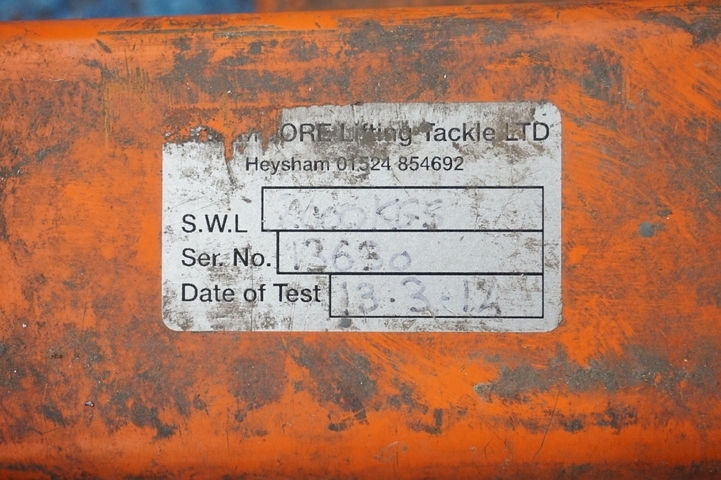 Lifting Tackle LTD
Heysham 01524 854692
S.W.L
Ser. No. 13630
Date of Test 13.3.12